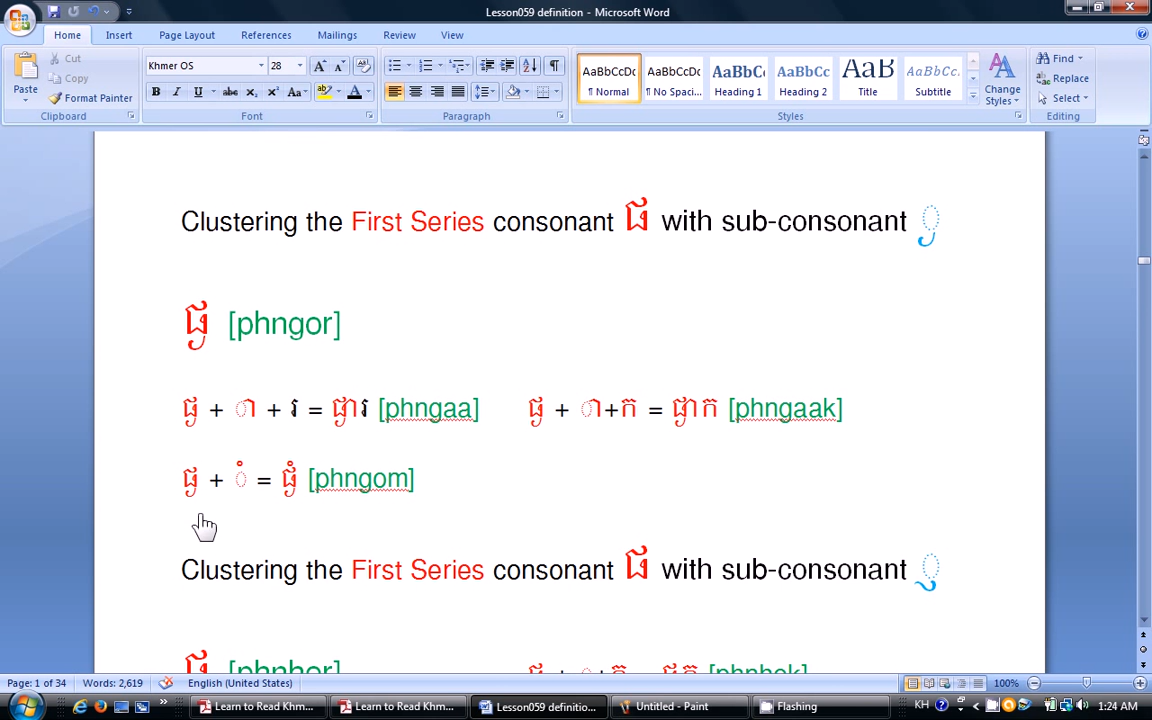 Lesson059 definition - Microsoft Word
Home Insert Page Layout References Mailings Review View
Paste Cut Copy Format Painter
Khmer OS 28
AaBbCcDc AaBbCcDc AaBbC AaBbCc AaB AaBbCc.
¶ Normal ¶ No Spaci... Heading 1 Heading 2 Title Subtitle
Change Styles
Find Replace Select
Clipboard Font Paragraph Styles Editing
Clustering the First Series consonant ផ with sub-consonant ្ង
ផ្ង [phngor]
ផ្ង + ា + រ = ផ្ងារ [phngaa] ផ្ង + ា+ក = ផ្ងាក [phngaak]
ផ្ង + ំ = ផ្ងំ [phngom]
Clustering the First Series consonant ផ with sub-consonant ្ញ
[phnhor] [phnhok]
Page: 1 of 34 Words: 2,619 English (United States) 100%
Learn to Read Khm... Learn to Read Khm... Lesson059 definitio... Untitled - Paint Flashing KH 1:24 AM